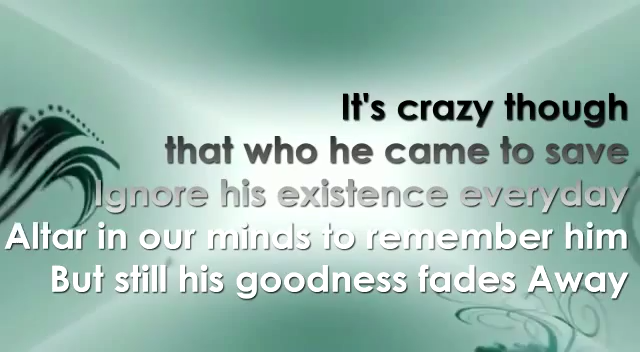 It's crazy though
that who he came to save
Ignore his existence everyday
Altar in our minds to remember him
But still his goodness fades Away